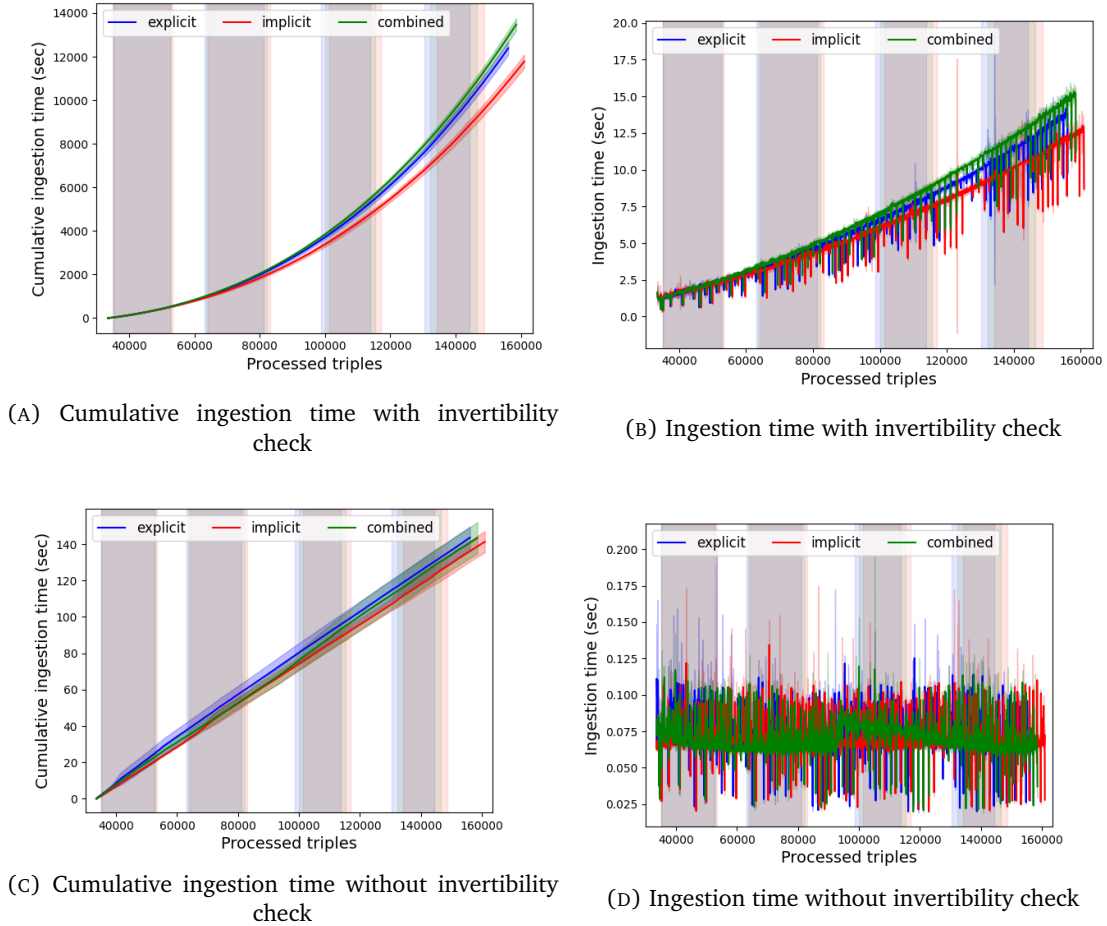 14000
12000
10000
8000
6000
4000
2000
0
Cumulative ingestion time (sec)
explicit implicit combined
40000 60000 80000 100000 120000 140000 160000
Processed triples
(A) Cumulative ingestion time with invertibility
check
20.0
17.5
15.0
12.5
10.0
7.5
5.0
2.5
0.0
Ingestion time (sec)
explicit implicit combined
40000 60000 80000 100000 120000 140000 160000
Processed triples
(B) Ingestion time with invertibility check
140
120
100
80
60
40
20
0
Cumulative ingestion time (sec)
explicit implicit combined
40000 60000 80000 100000 120000 140000 160000
Processed triples
(C) Cumulative ingestion time without invertibility
check
0.200
0.175
0.150
0.125
0.100
0.075
0.050
0.025
Ingestion time (sec)
explicit implicit combined
40000 60000 80000 100000 120000 140000 160000
Processed triples
(D) Ingestion time without invertibility check